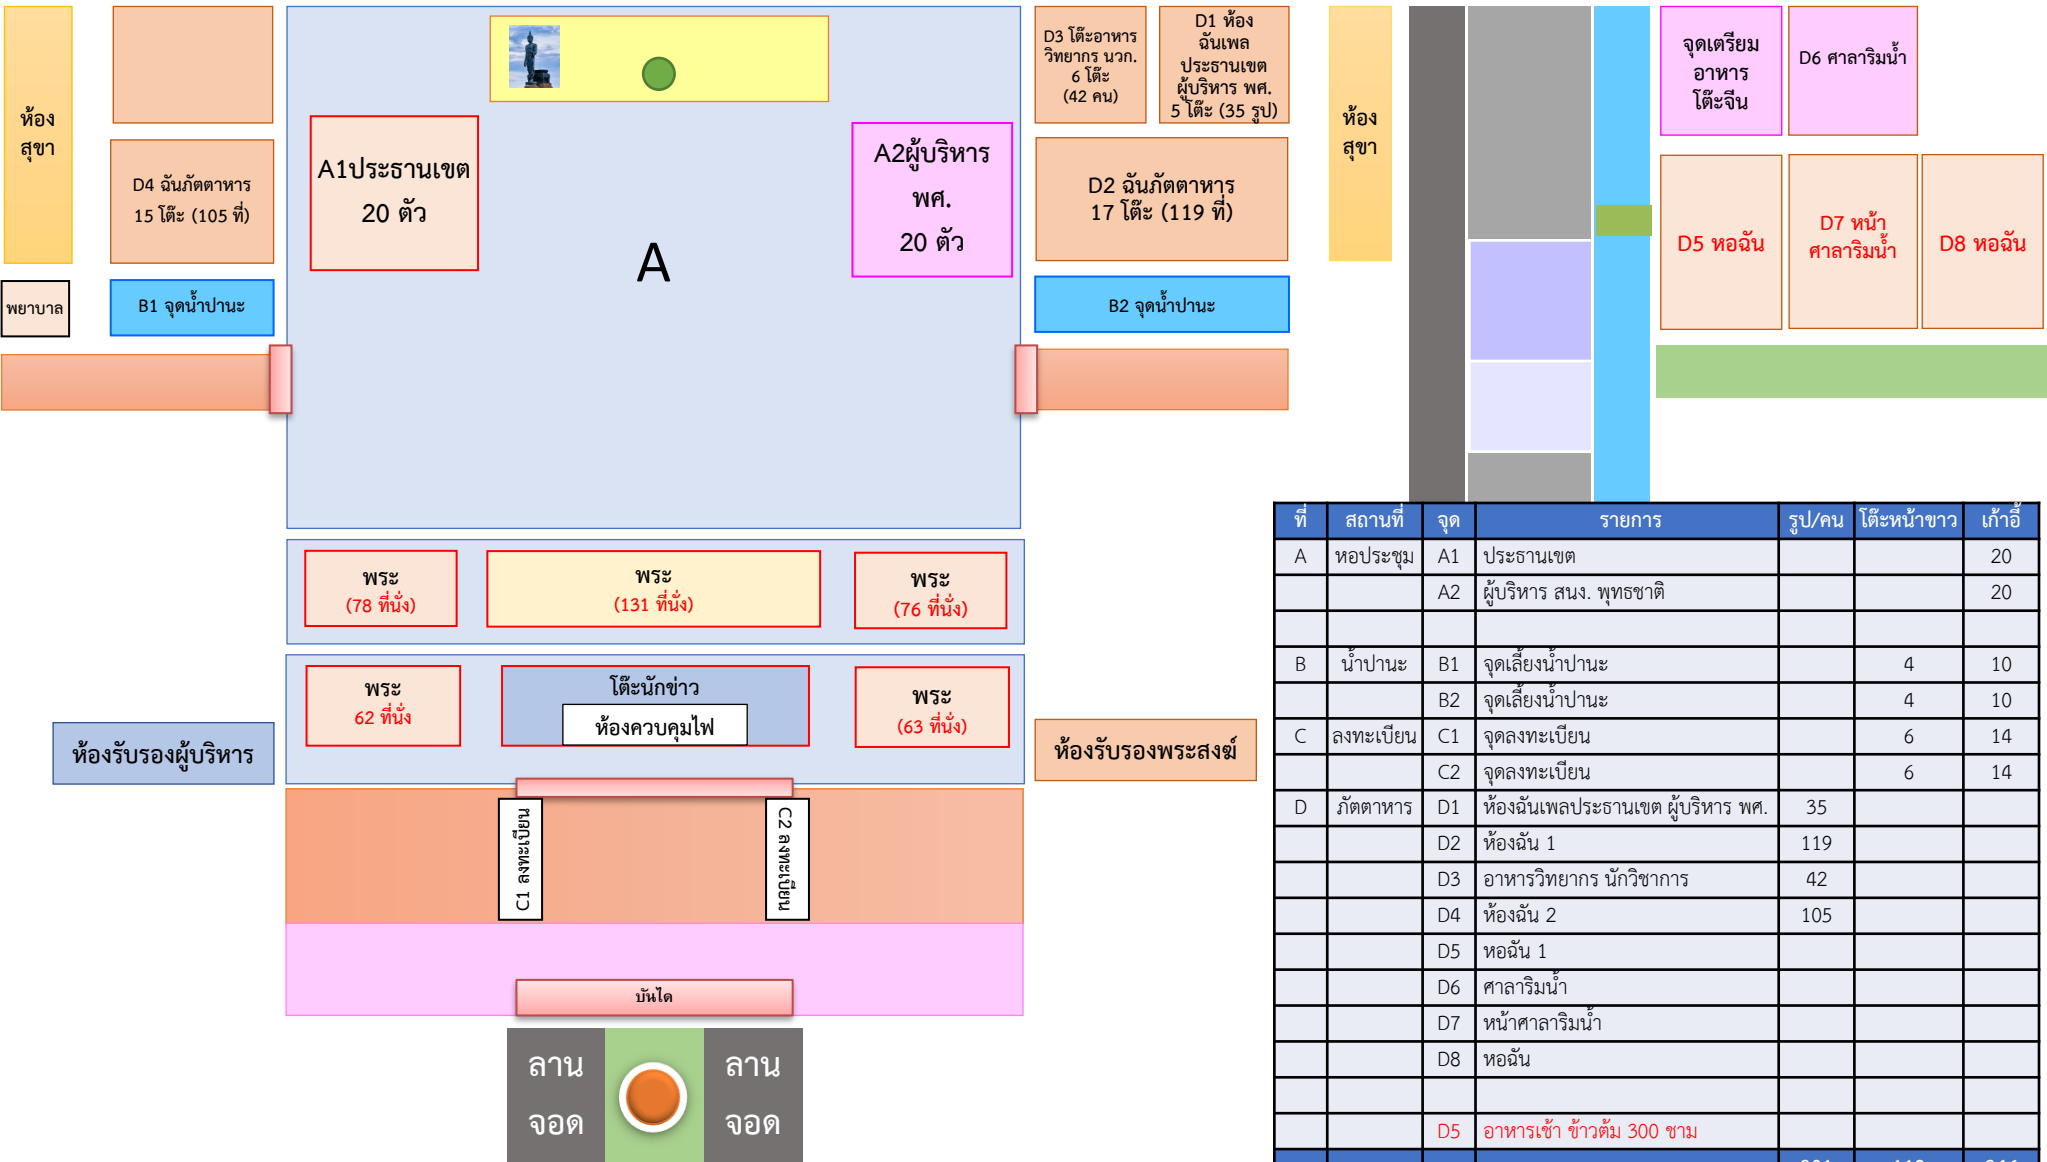 ห้อง
สุขา
D4 ฉันภัตตาหาร
15 โต๊ะ (105 ที่)
พยาบาล
B1 จุดน้ำปานะ
A1ประธานเขต
20 ตัว
A
A2ผู้บริหาร
พศ.
20 ตัว
D3 โต๊ะอาหาร
วิทยากร นวก.
6 โต๊ะ
(42 คน)
D1 ห้อง
ฉันเพล
ประธานเขต
ผู้บริหาร พศ.
5 โต๊ะ (35 รูป)
D2 ฉันภัตตาหาร
17 โต๊ะ (119 ที่)
B2 จุดน้ำปานะ
ห้อง
สุขา
จุดเตรียม
อาหาร
โต๊ะจีน
D6 ศาลาริมน้ำ
D5 หอฉัน
D7 หน้า
ศาลาริมน้ำ
D8 หอฉัน
พระ
(78 ที่นั่ง)
พระ
(131 ที่นั่ง)
พระ
(76 ที่นั่ง)
พระ
62 ที่นั่ง
โต๊ะนักข่าว
ห้องควบคุมไฟ
พระ
(63 ที่นั่ง)
ห้องรับรองผู้บริหาร
ห้องรับรองพระสงฆ์
C1 ลงทะเบียน
C2 ลงทะเบียน
บันได
ลาน
จอด
ลาน
จอด
ที่ สถานที่ จุด รายการ รูป/คน โต๊ะหน้าขาว เก้าอี้
A หอประชุม A1 ประธานเขต 20
A2 ผู้บริหาร สนง. พุทธชาติ 20
B น้ำปานะ B1 จุดเลี้ยงน้ำปานะ 4 10
B2 จุดเลี้ยงน้ำปานะ 4 10
C ลงทะเบียน C1 จุดลงทะเบียน 6 14
C2 จุดลงทะเบียน 6 14
D ภัตตาหาร D1 ห้องฉันเพลประธานเขต ผู้บริหาร พศ. 35
D2 ห้องฉัน 1 119
D3 อาหารวิทยากร นักวิชาการ 42
D4 ห้องฉัน 2 105
D5 หอฉัน 1
D6 ศาลาริมน้ำ
D7 หน้าศาลาริมน้ำ
D8 หอฉัน
D5 อาหารเช้า ข้าวต้ม 300 ชาม